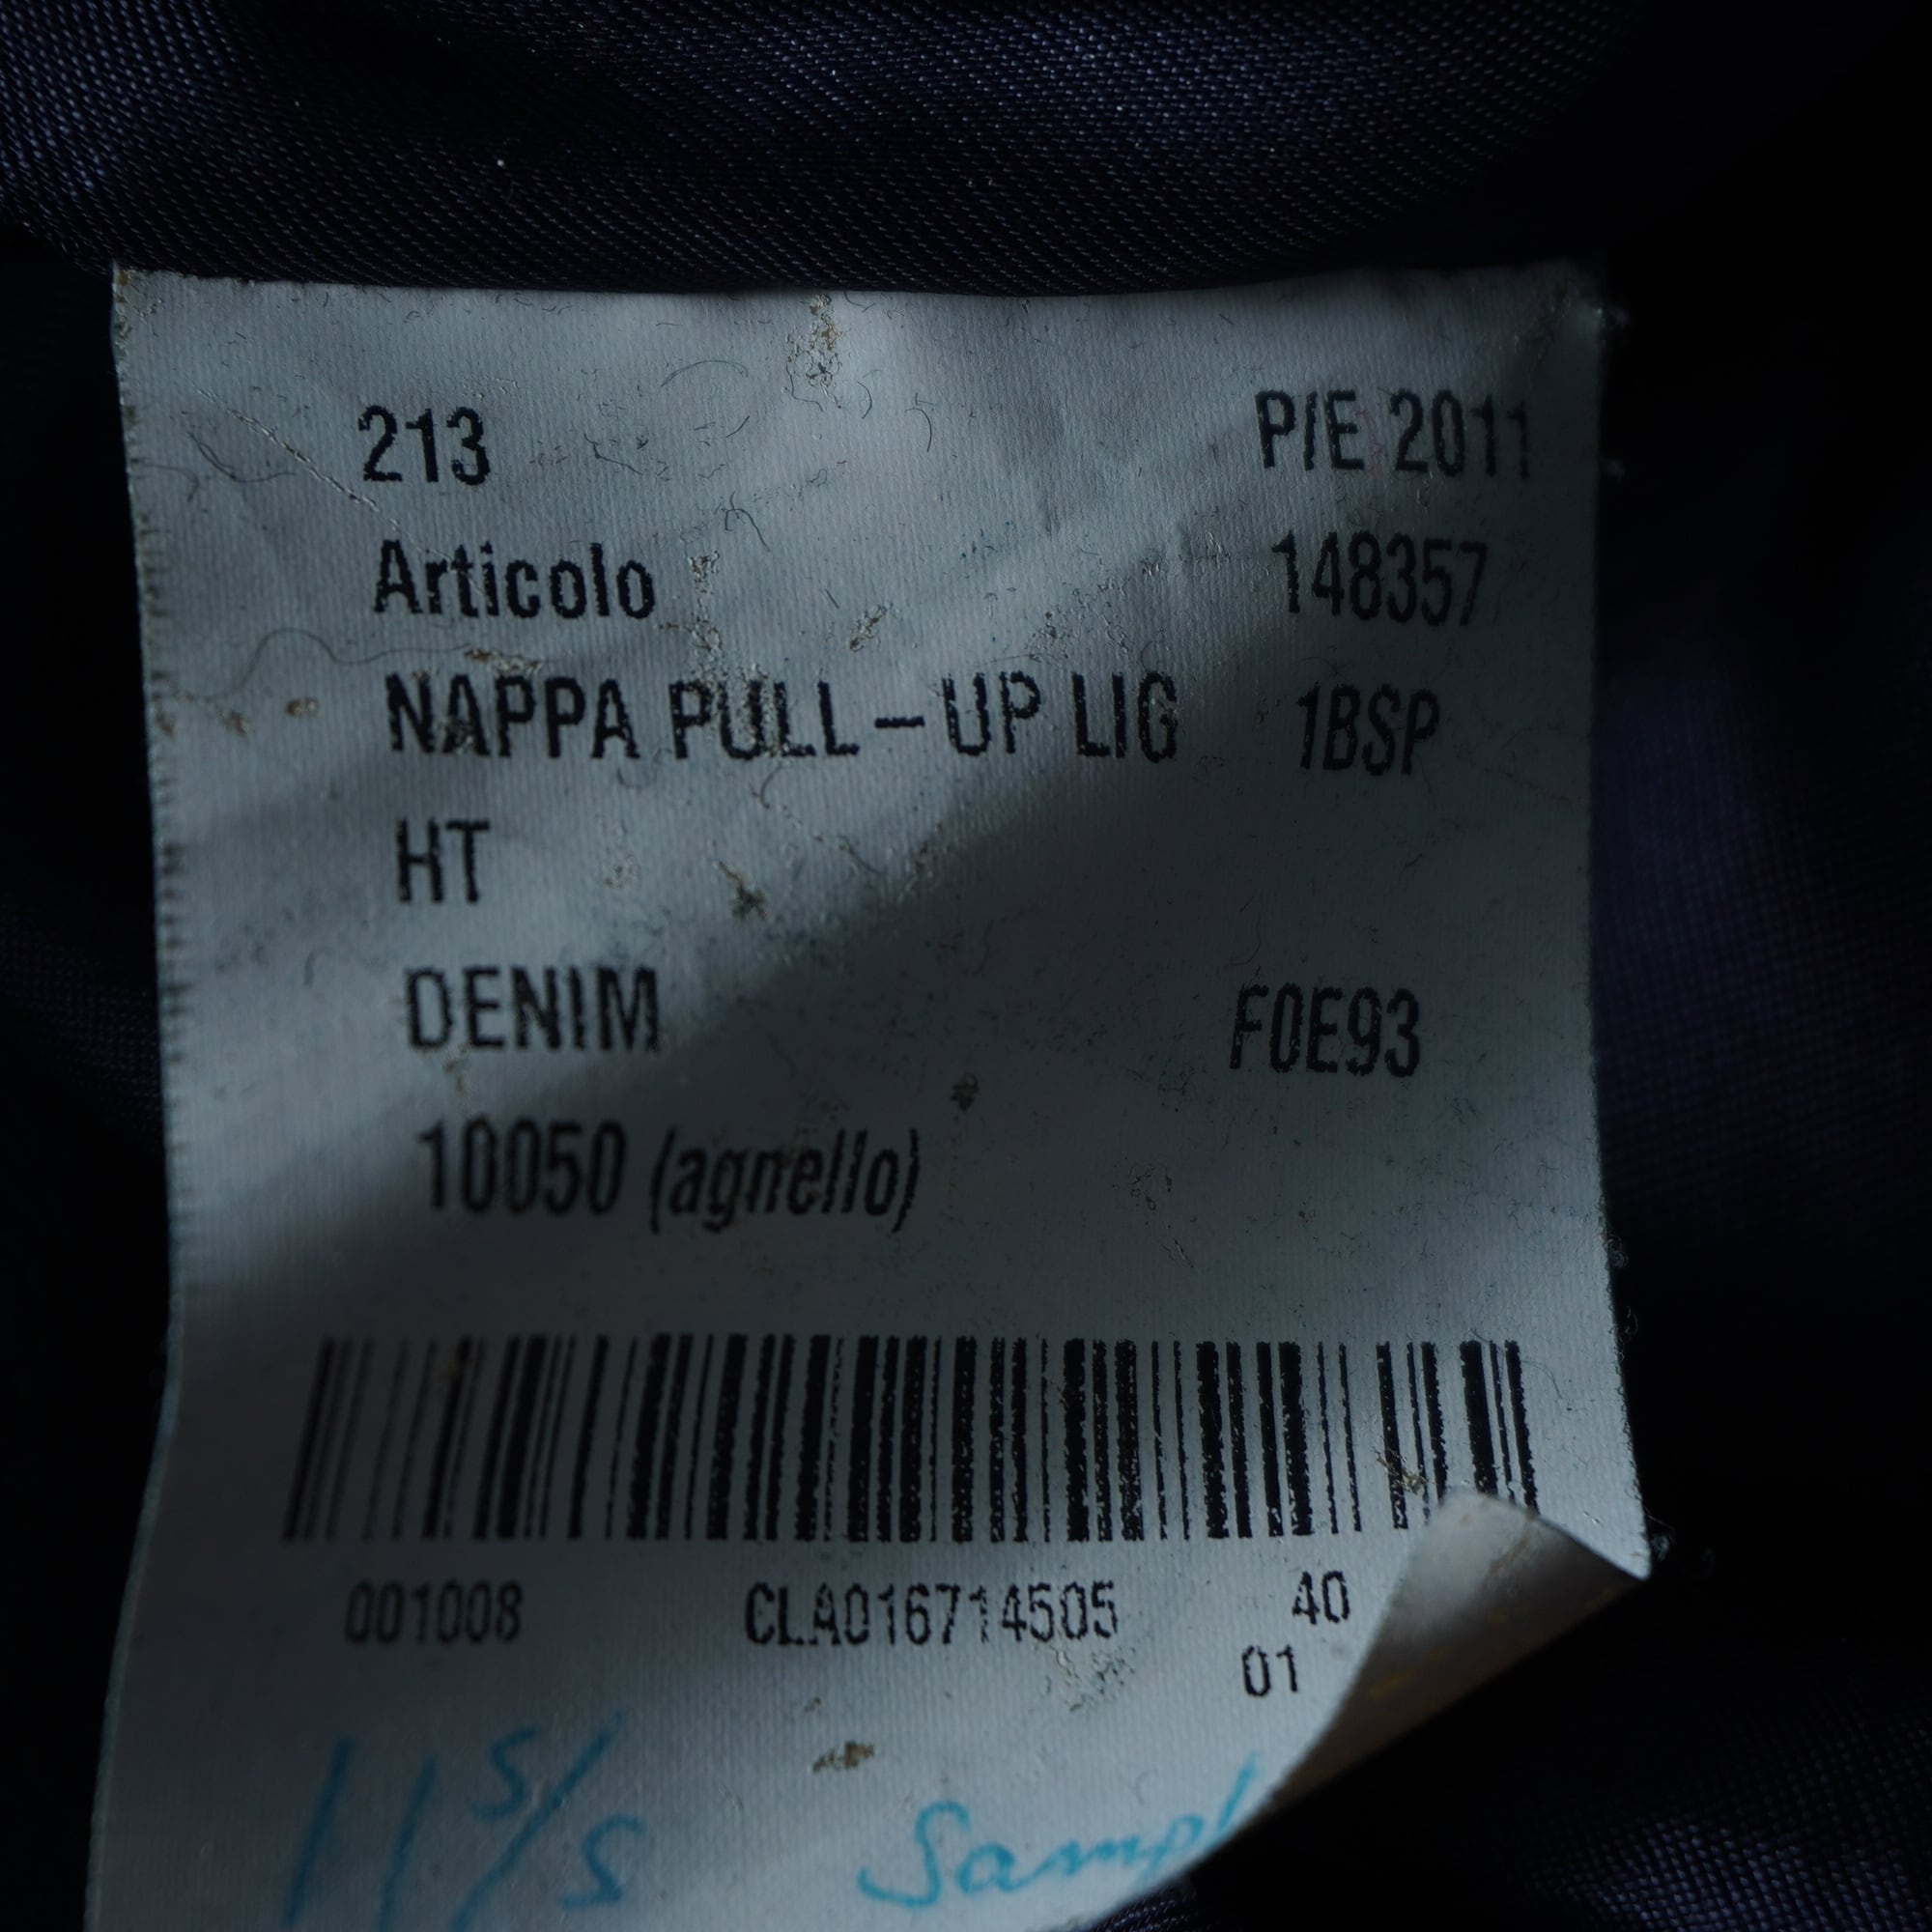 213 P/E 2011
Articolo 148357
NAPPA PULL-UP LIG 1BSP
HT
DENIM F0E93
10050 (agnello)
001008 CLA016714505 40
01
11 S/S Sampl